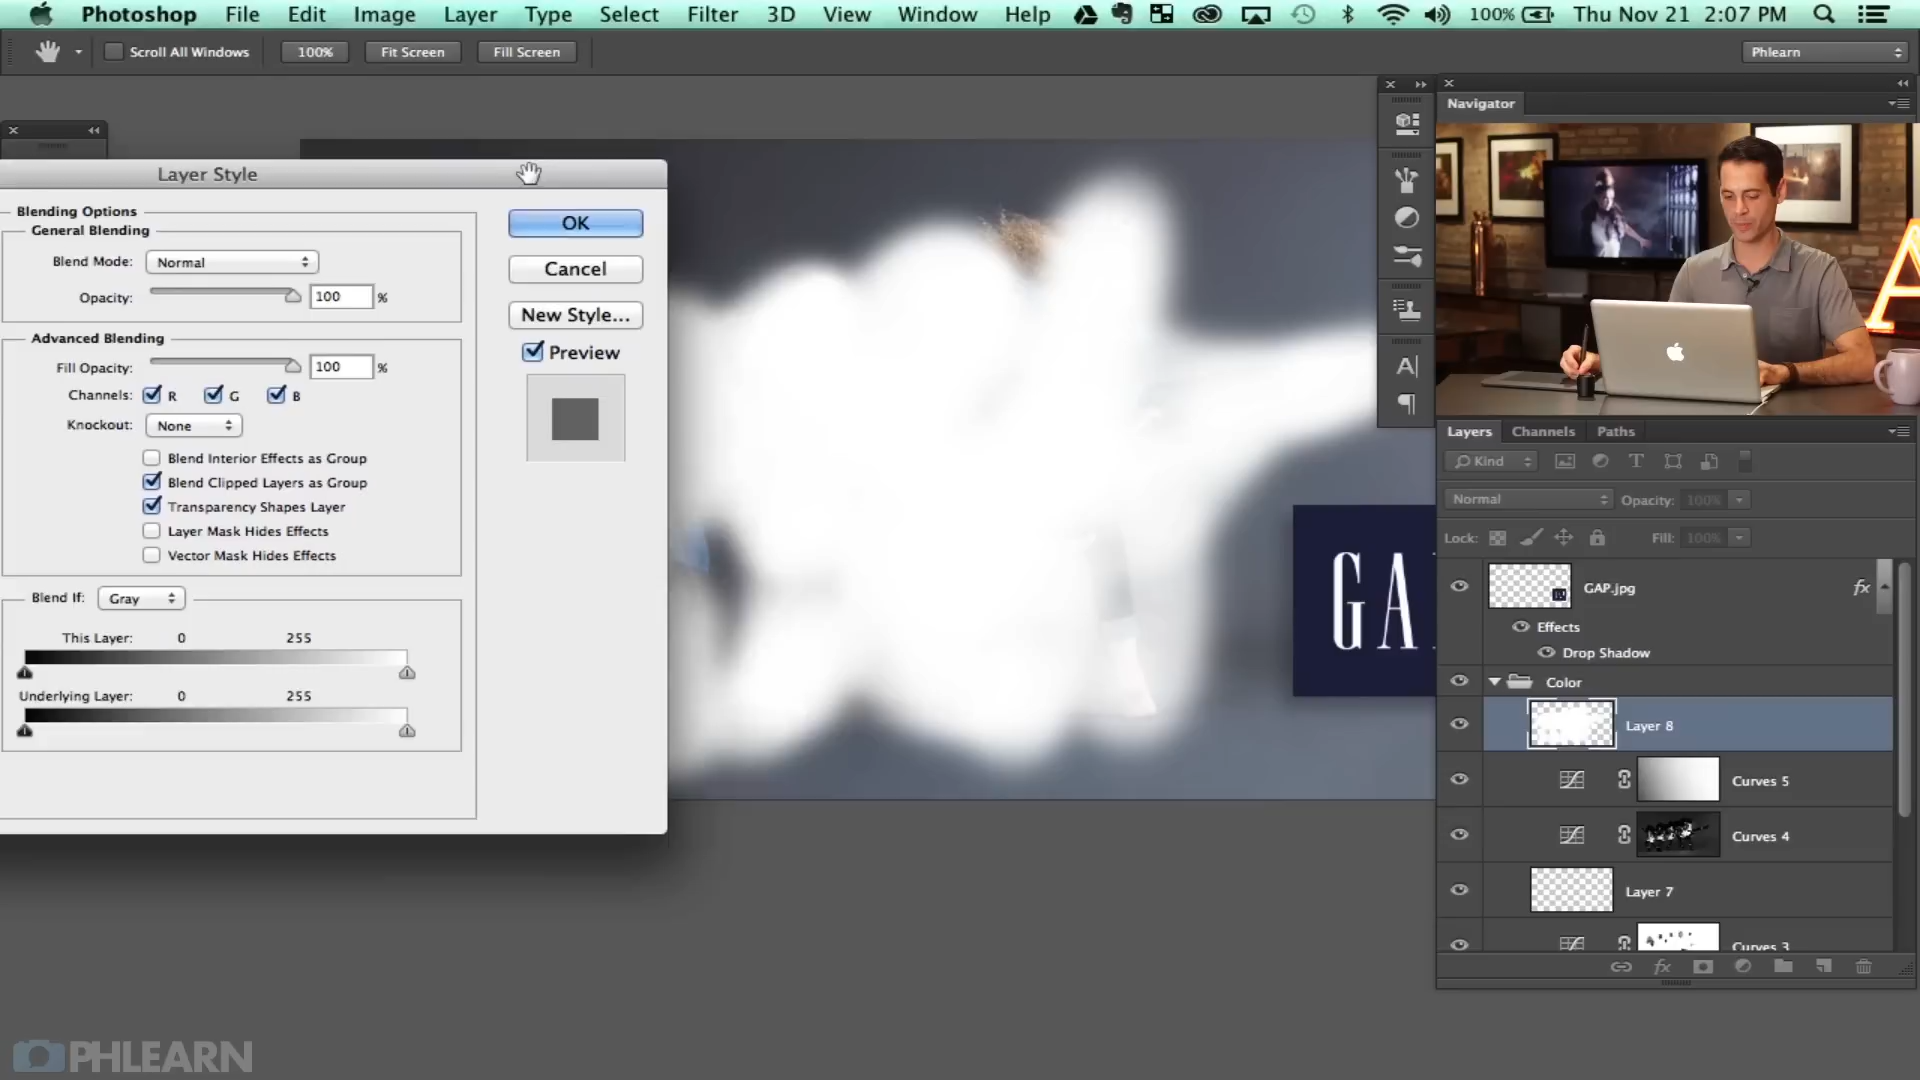 Photoshop File Edit Image Layer Type Select Filter 3D View Window Help 100% Thu Nov 21 2:07 PM
Scroll All Windows 100% Fit Screen Fill Screen Phlearn
Navigator
Layer Style
Blending Options
General Blending
Blend Mode: Normal
Opacity: 100 %
Advanced Blending
Fill Opacity: 100 %
Channels: R G B
Knockout: None
Blend Interior Effects as Group
Blend Clipped Layers as Group
Transparency Shapes Layer
Layer Mask Hides Effects
Vector Mask Hides Effects
Blend If: Gray
This Layer: 0 255
Underlying Layer: 0 255
OK
Cancel
New Style...
Preview
GA
A
Layers Channels Paths
Kind
Normal Opacity: 100%
Lock: Fill: 100%
GAP.jpg fx
Effects
Drop Shadow
Color
Layer 8
Curves 5
Curves 4
Layer 7
Curves 3
fx
PHLEARN